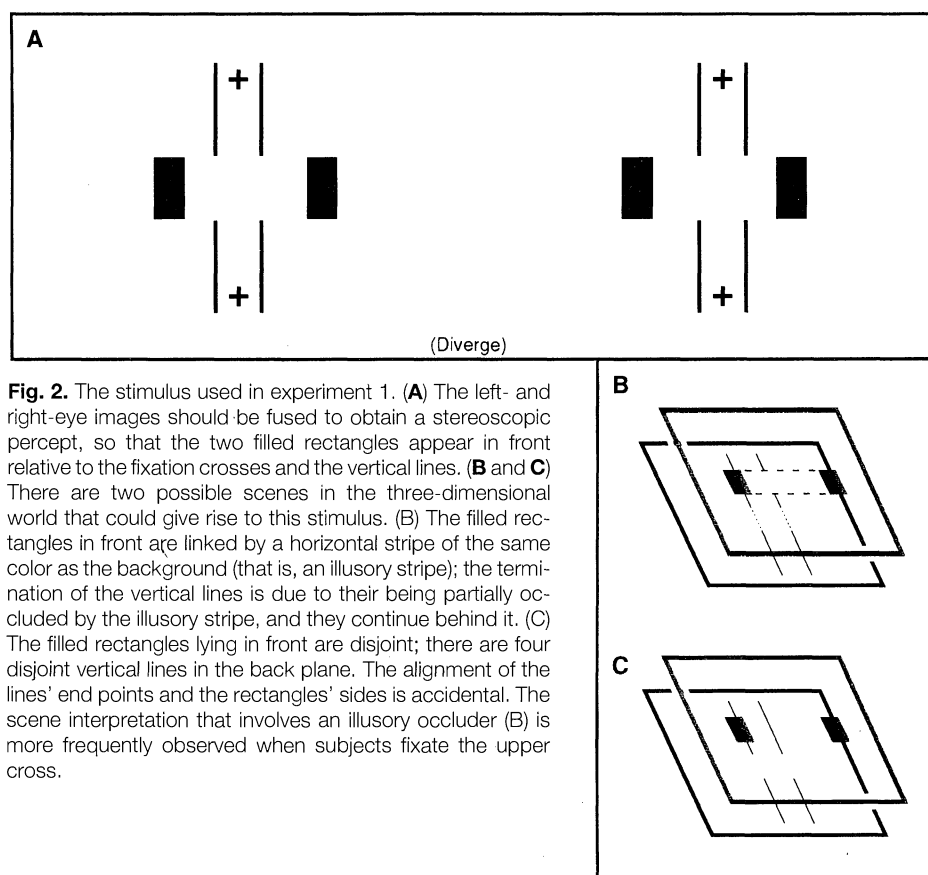 A
+ +
+ +
(Diverge)
Fig. 2. The stimulus used in experiment 1. (A) The left- and
right-eye images should be fused to obtain a stereoscopic
percept, so that the two filled rectangles appear in front
relative to the fixation crosses and the vertical lines. (B and C)
There are two possible scenes in the three-dimensional
world that could give rise to this stimulus. (B) The filled rec-
tangles in front are linked by a horizontal stripe of the same
color as the background (that is, an illusory stripe); the termi-
nation of the vertical lines is due to their being partially oc-
cluded by the illusory stripe, and they continue behind it. (C)
The filled rectangles lying in front are disjoint; there are four
disjoint vertical lines in the back plane. The alignment of the
lines' end points and the rectangles' sides is accidental. The
scene interpretation that involves an illusory occluder (B) is
more frequently observed when subjects fixate the upper
cross.
B
C